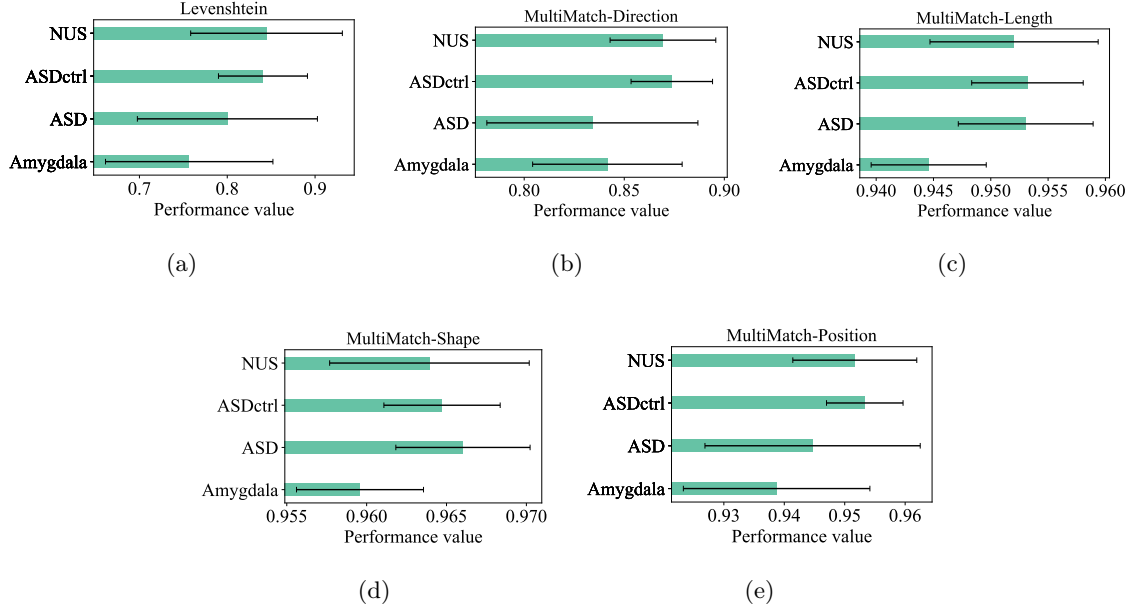 Levenshtein
NUS
ASDctrl
ASD
Amygdala
0.7 0.8 0.9
Performance value
(a)
MultiMatch-Direction
NUS
ASDctrl
ASD
Amygdala
0.80 0.85 0.90
Performance value
(b)
MultiMatch-Length
NUS
ASDctrl
ASD
Amygdala
0.940 0.945 0.950 0.955 0.960
Performance value
(c)
MultiMatch-Shape
NUS
ASDctrl
ASD
Amygdala
0.955 0.960 0.965 0.970
Performance value
(d)
MultiMatch-Position
NUS
ASDctrl
ASD
Amygdala
0.93 0.94 0.95 0.96
Performance value
(e)